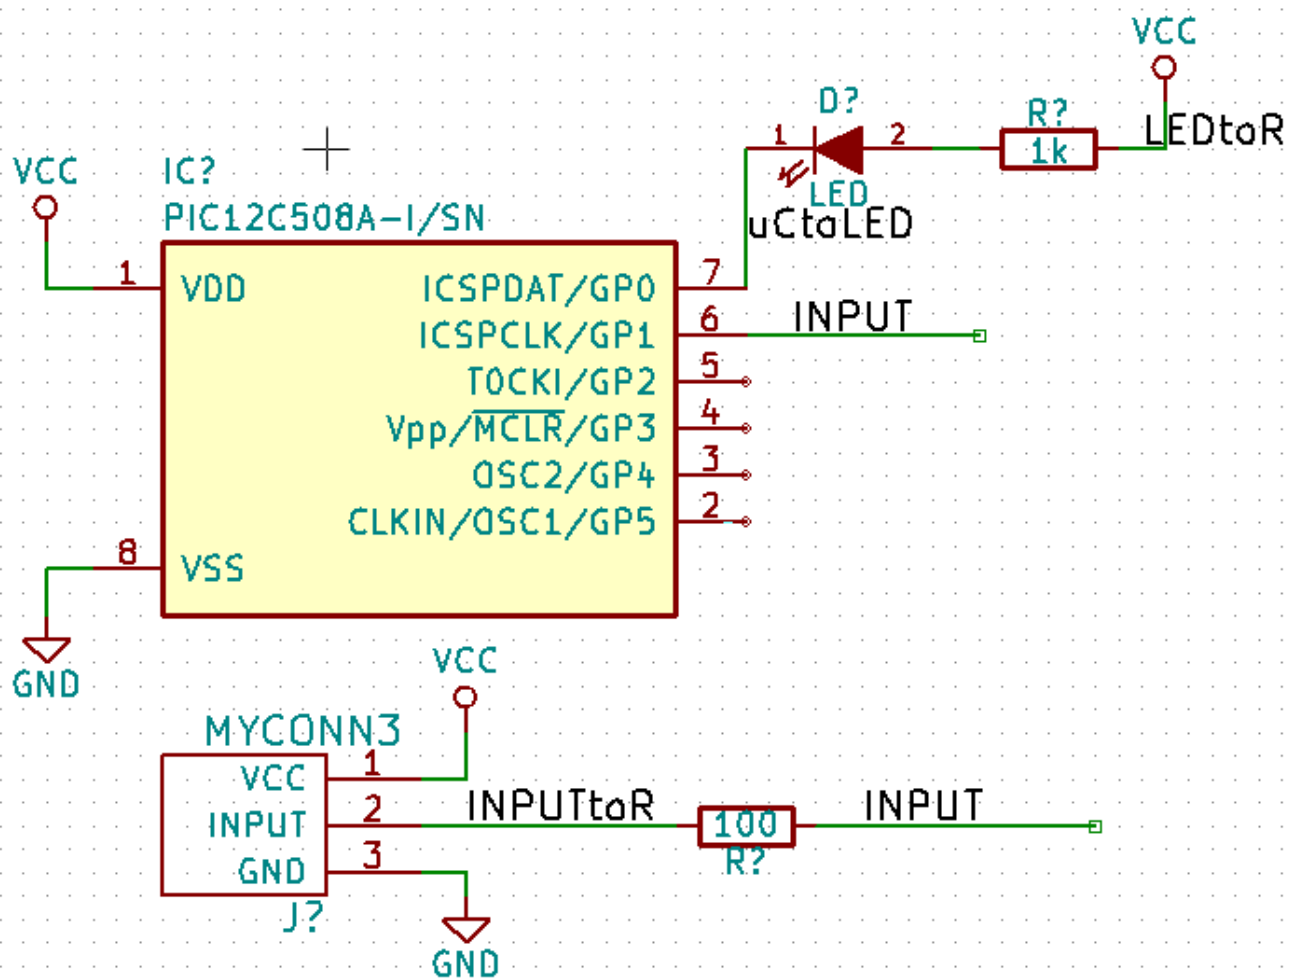 VCC
D?
R?
LEDtoR
1
2
1k
VCC
IC?
LED
PIC12C508A-I/SN
uCtoLED
1
VDD
ICSPDAT/GP0
7
ICSPCLK/GP1
6
INPUT
T0CKI/GP2
5
Vpp/MCLR/GP3
4
OSC2/GP4
3
CLKIN/OSC1/GP5
2
8
VSS
GND
VCC
MYCONN3
VCC
1
INPUT
2
INPUTtoR
100
INPUT
R?
GND
3
J?
GND